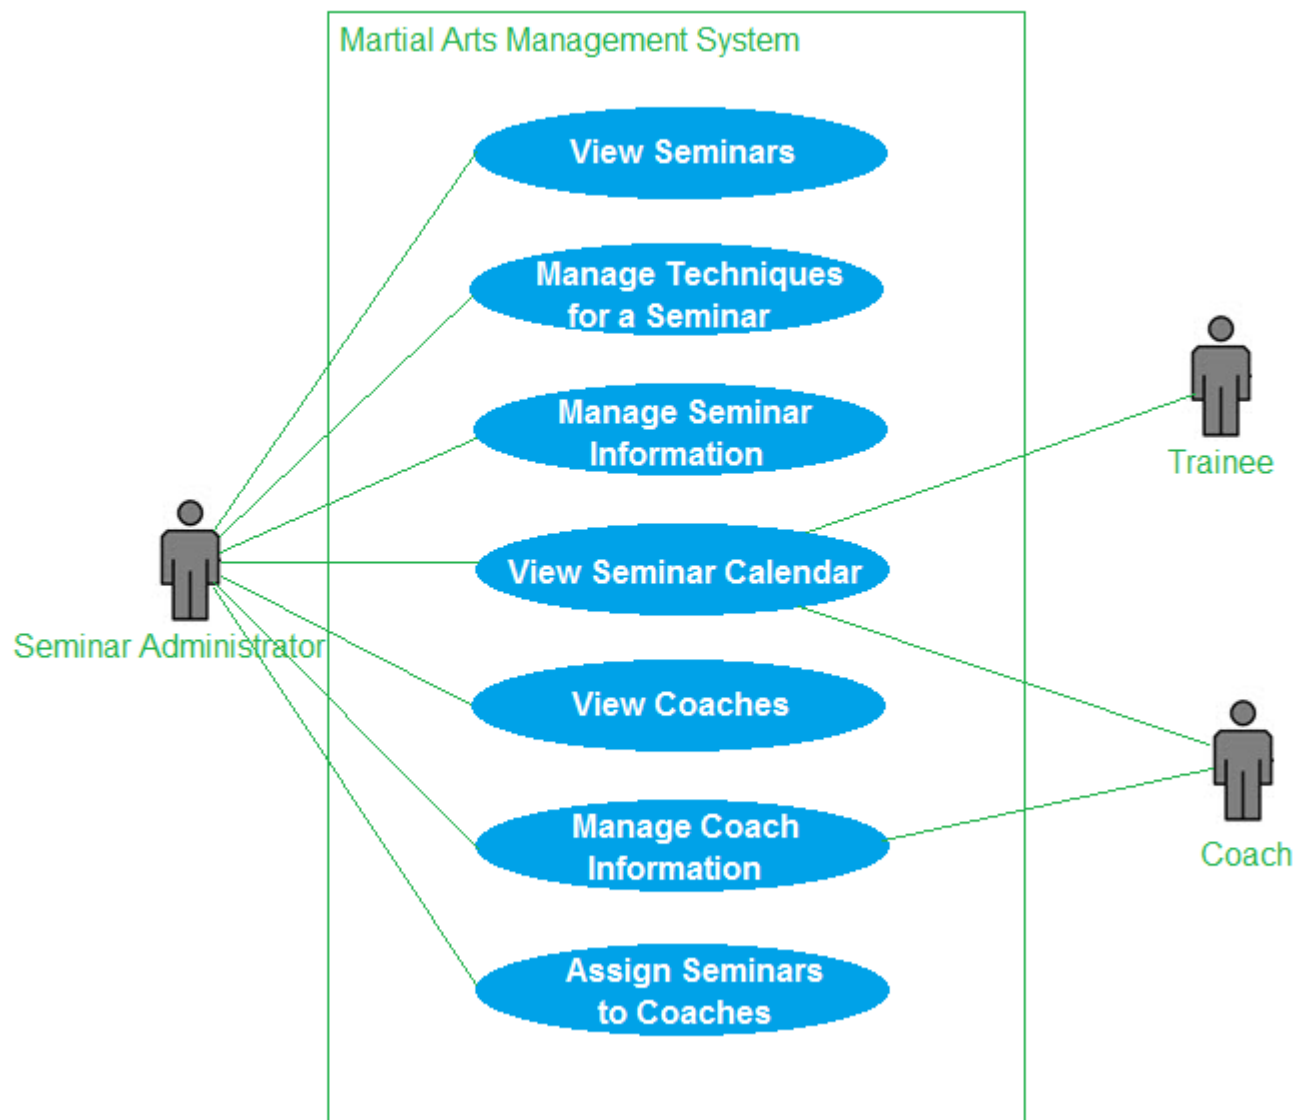 Martial Arts Management System
View Seminars
Manage Techniques
for a Seminar
Manage Seminar
Information
Trainee
View Seminar Calendar
Seminar Administrator
View Coaches
Manage Coach
Information
Coach
Assign Seminars
to Coaches